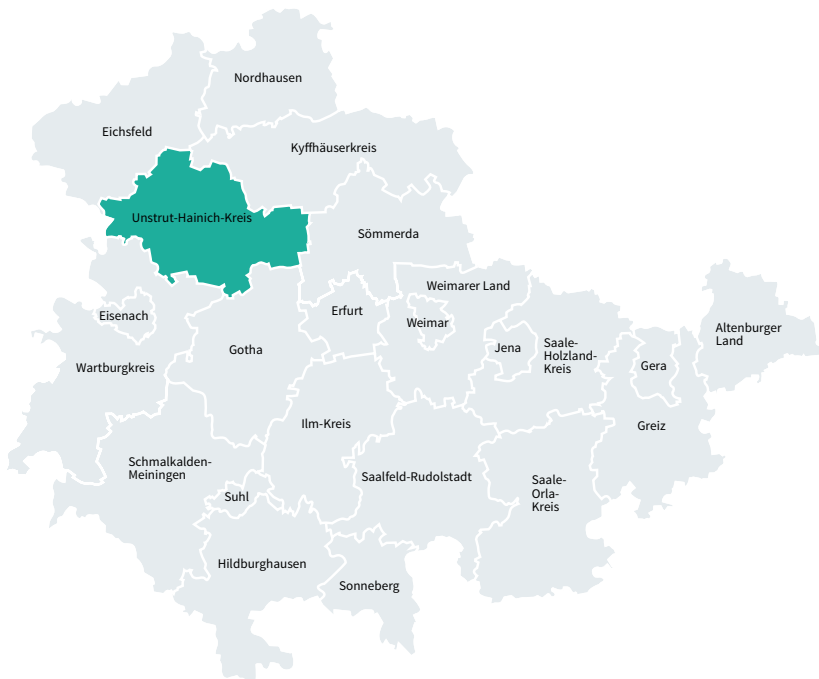 Nordhausen
Eichsfeld
Kyffhäuserkreis
Unstrut-Hainich-Kreis
Sömmerda
Weimarer Land
Eisenach
Erfurt
Weimar
Altenburger
Land
Gotha
Jena
Saale-
Holzland-
Kreis
Wartburgkreis
Gera
Ilm-Kreis
Greiz
Schmalkalden-
Meiningen
Saalfeld-Rudolstadt
Saale-
Orla-
Kreis
Suhl
Hildburghausen
Sonneberg